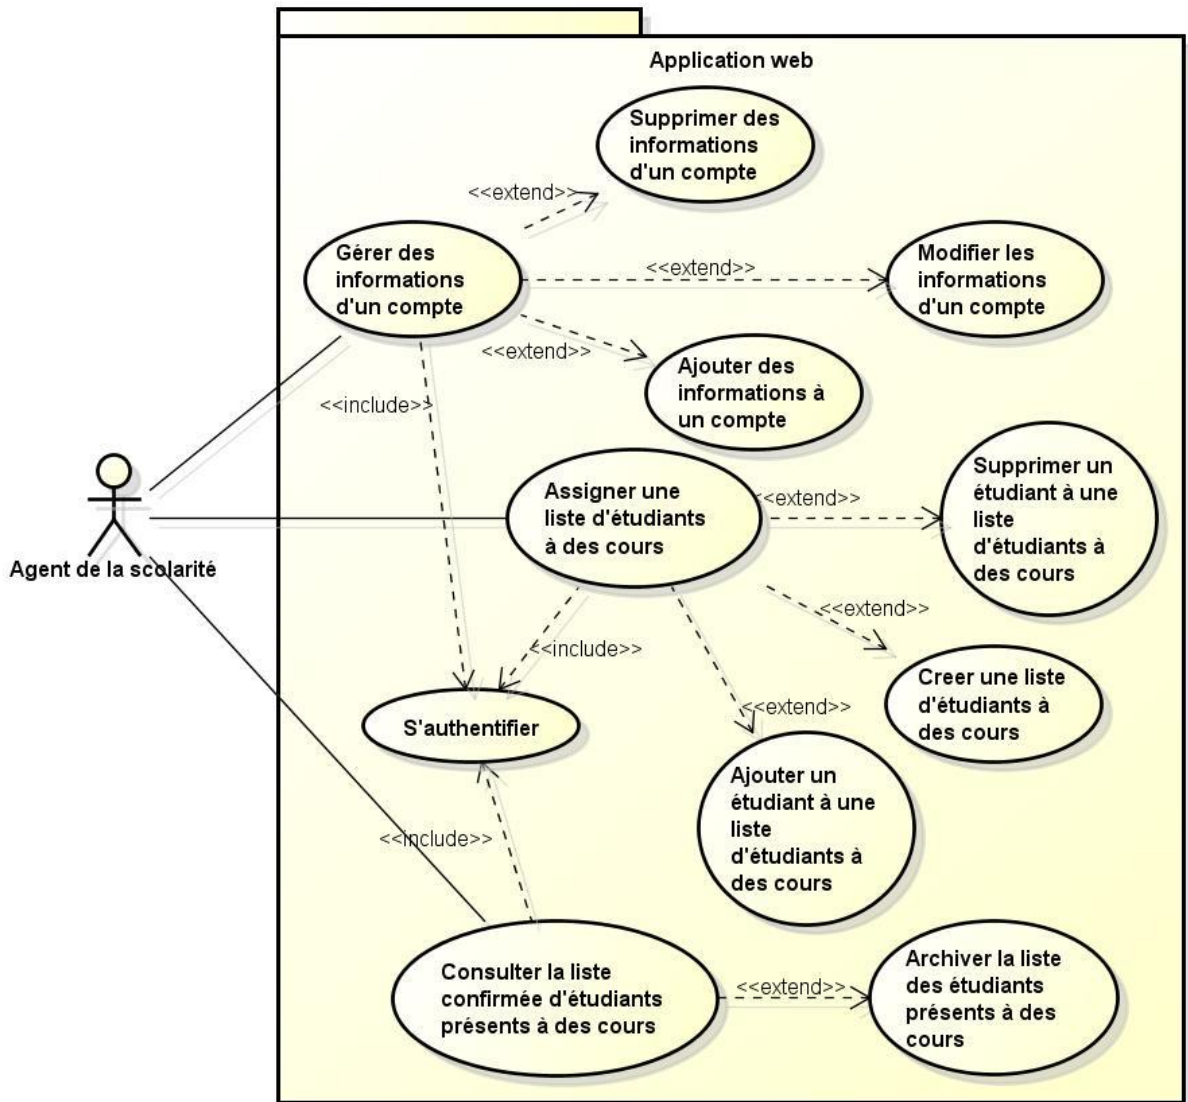 Application web
Supprimer des
informations
d'un compte
<<extend>>
Gérer des
informations
d'un compte
<<extend>>
Modifier les
informations
d'un compte
<<extend>>
Ajouter des
informations à
un compte
<<include>>
Agent de la scolarité
Assigner une
liste d'étudiants
à des cours
<<extend>>
Supprimer un
étudiant à une
liste
d'étudiants à
des cours
<<extend>>
<<include>>
Creer une liste
d'étudiants à
des cours
<<extend>>
S'authentifier
Ajouter un
étudiant à une
liste
d'étudiants à
des cours
<<include>>
Consulter la liste
confirmée d'étudiants
présents à des cours
<<extend>>
Archiver la liste
des étudiants
présents à des
cours